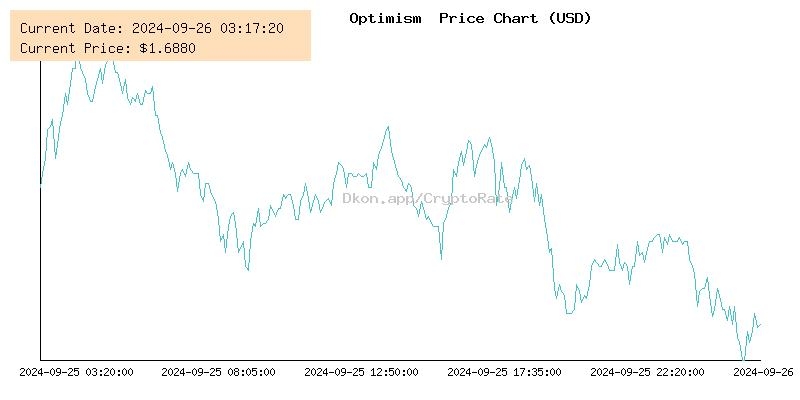 Optimism Price Chart (USD)
Current Date: 2024-09-26 03:17:20
Current Price: $1.6880
Dkon.app/CryptoRate
2024-09-25 03:20:00 2024-09-25 08:05:00 2024-09-25 12:50:00 2024-09-25 17:35:00 2024-09-25 22:20:00 2024-09-26